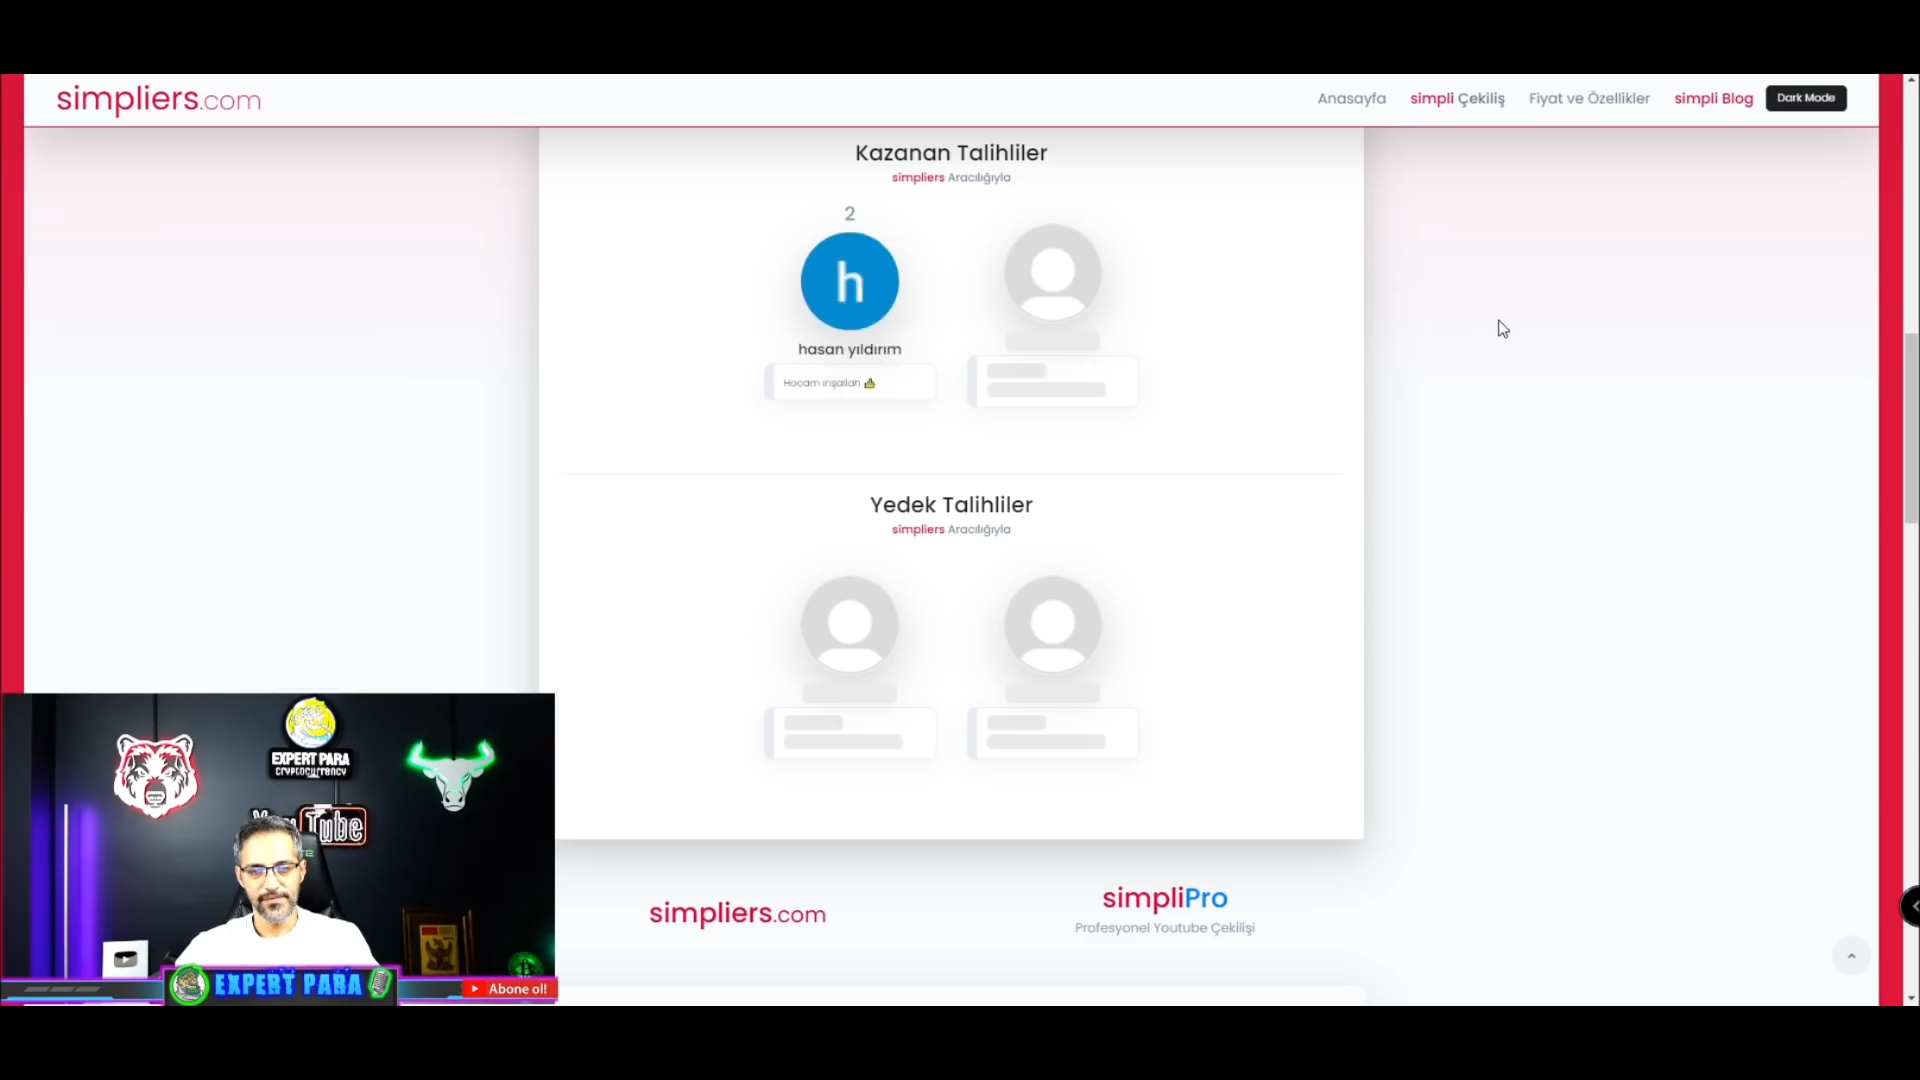 simpliers.com
Anasayfa
simpli Çekiliş
Fiyat ve Özellikler
simpli Blog
Dark Mode
Kazanan Talihliler
simpliers Aracılığıyla
2
h
hasan yıldırım
Hocam inşallah
Yedek Talihliler
simpliers Aracılığıyla
simpliers.com
simpliPro
Profesyonel Youtube Çekilişi
EXPERT PARA
CRYPTOCURRENCY
YouTube
EXPERT PARA
Abone ol!